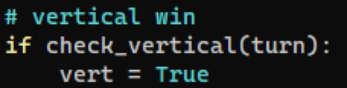 # vertical win
if check_vertical(turn):
    vert = True